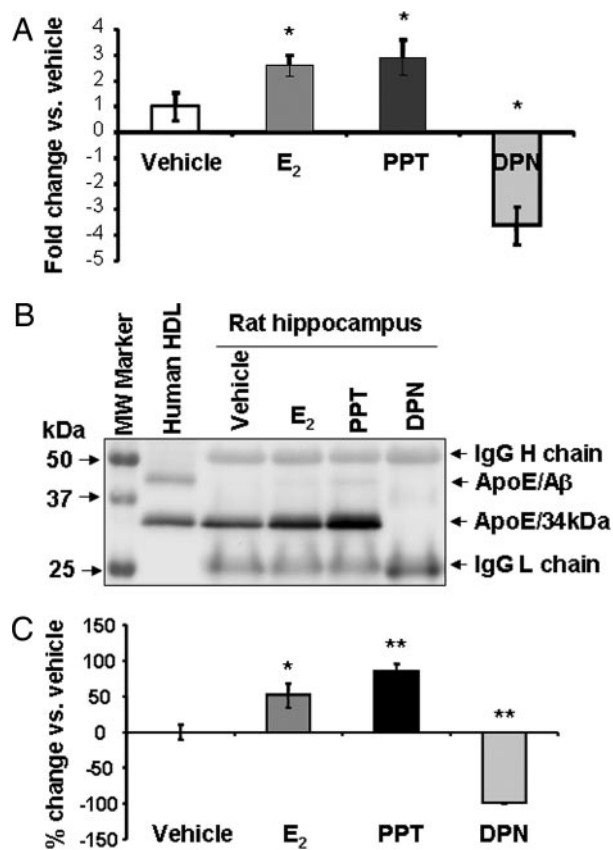 A
Fold change vs. vehicle
4
3
2
1
0
-1
-2
-3
-4
-5
* * *
Vehicle E₂ PPT DPN
B
MW Marker
Human HDL
Rat hippocampus
Vehicle
E₂
PPT
DPN
kDa
50
37
25
IgG H chain
ApoE/Aβ
ApoE/34kDa
IgG L chain
C
% change vs. vehicle
150
100
50
0
-50
-100
-150
* ** **
Vehicle E₂ PPT DPN